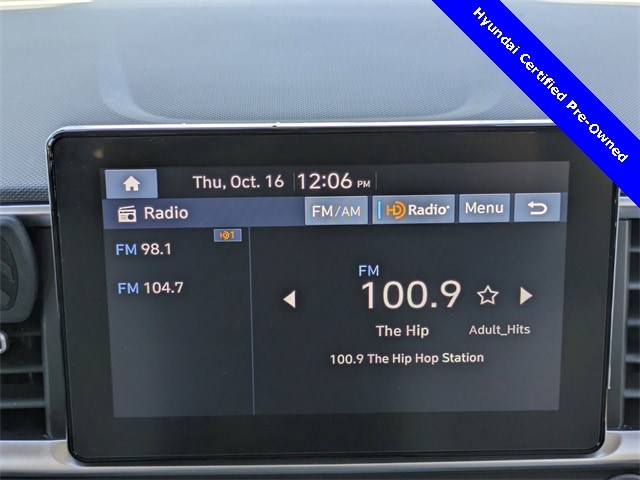 Hyundai Certified Pre-Owned
Thu, Oct. 16 12:06 PM
Radio FM/AM HD Radio Menu
HD1
FM 98.1
FM 104.7
FM
100.9
The Hip Adult_Hits
100.9 The Hip Hop Station